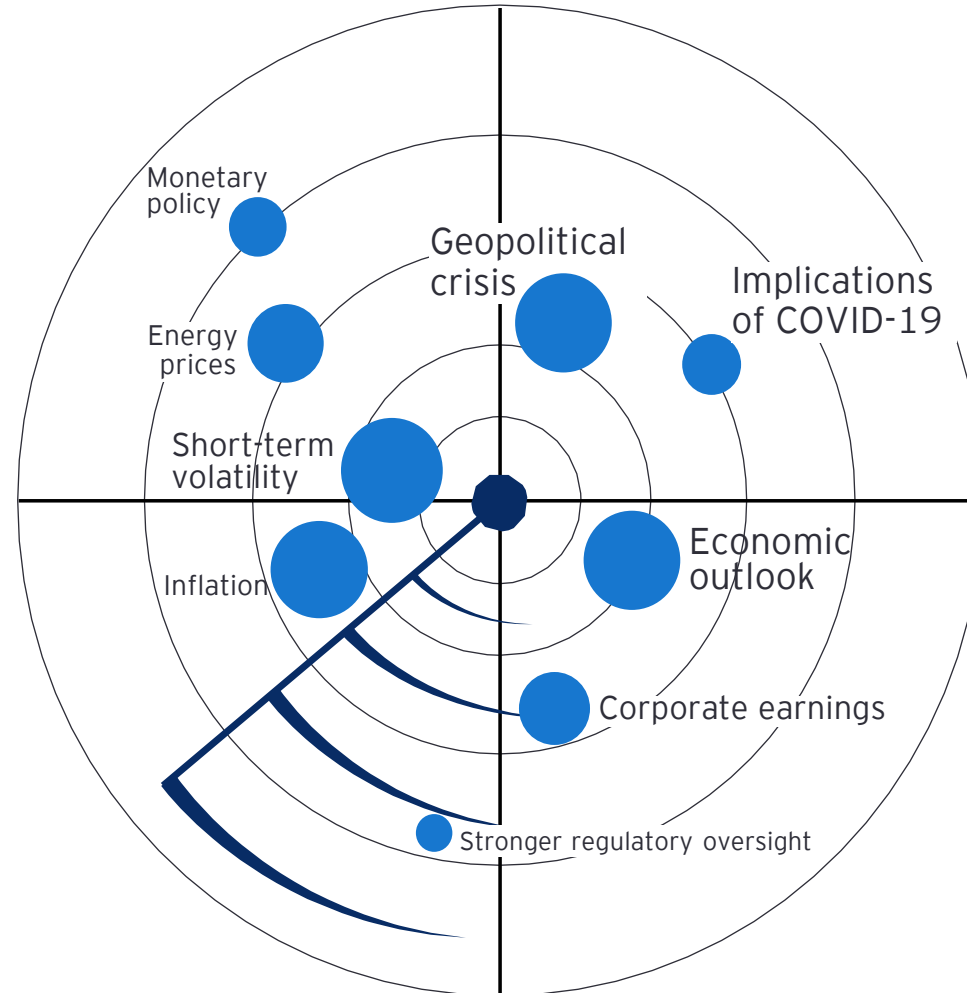 Monetary
policy
Geopolitical
crisis
Implications
of COVID-19
Energy
prices
Short-term
volatility
Economic
outlook
Inflation
Corporate earnings
Stronger regulatory oversight